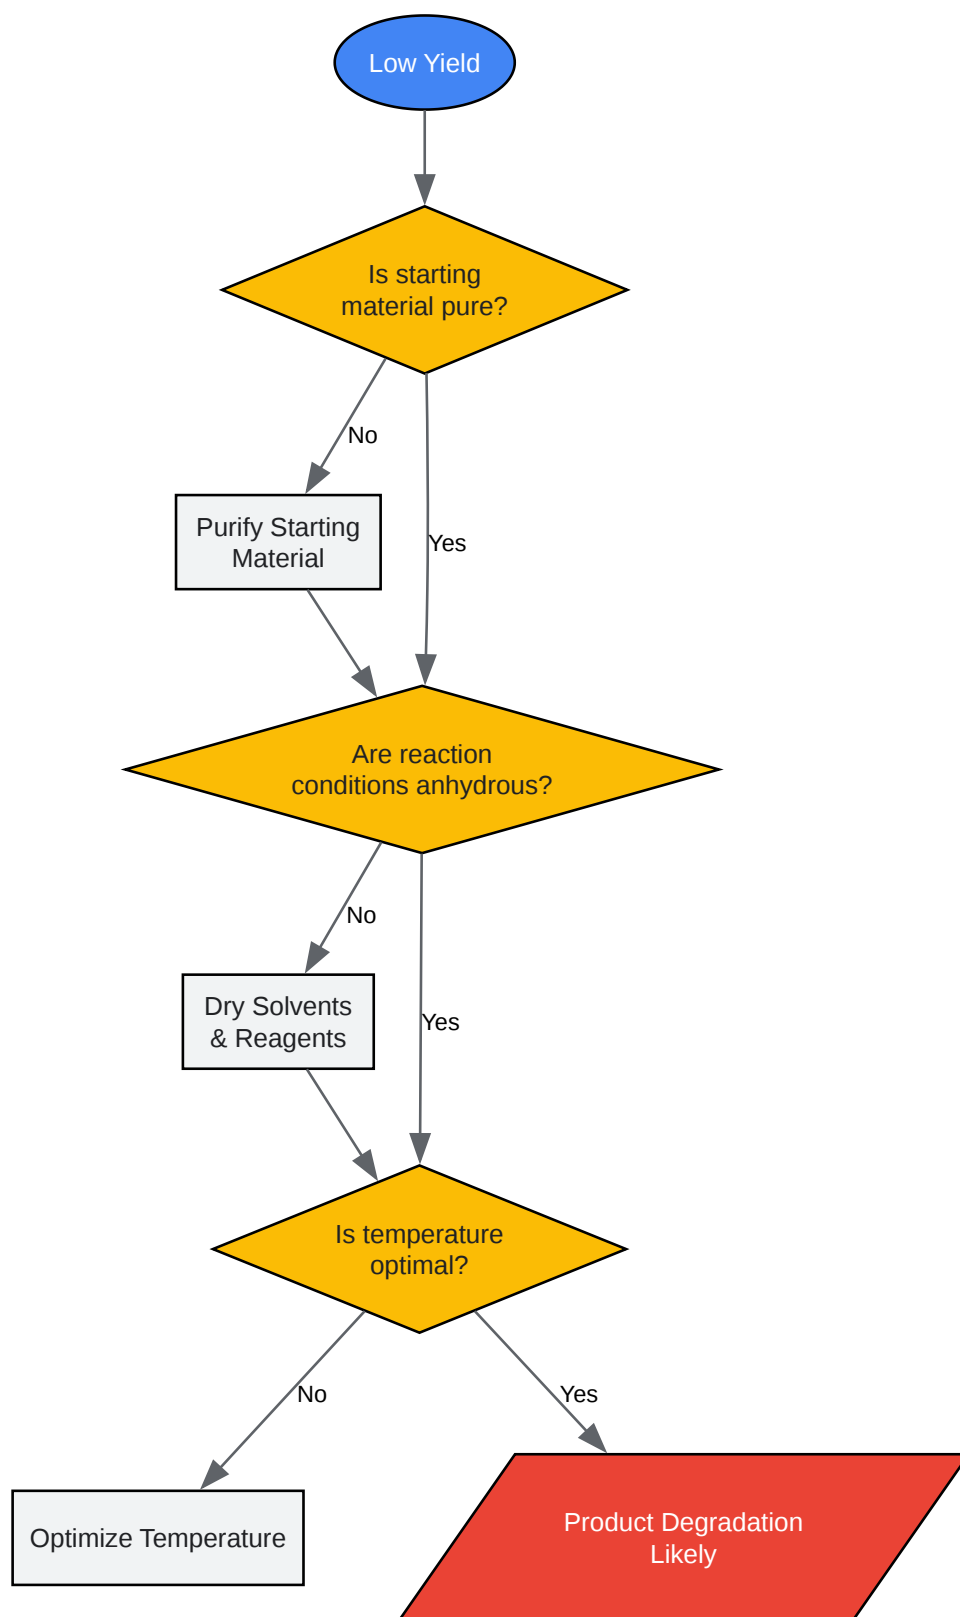 Low Yield
Is starting
material pure?
No
Purify Starting
Material
Yes
Are reaction
conditions anhydrous?
No
Dry Solvents
& Reagents
Yes
Is temperature
optimal?
No
Yes
Optimize Temperature
Product Degradation
Likely